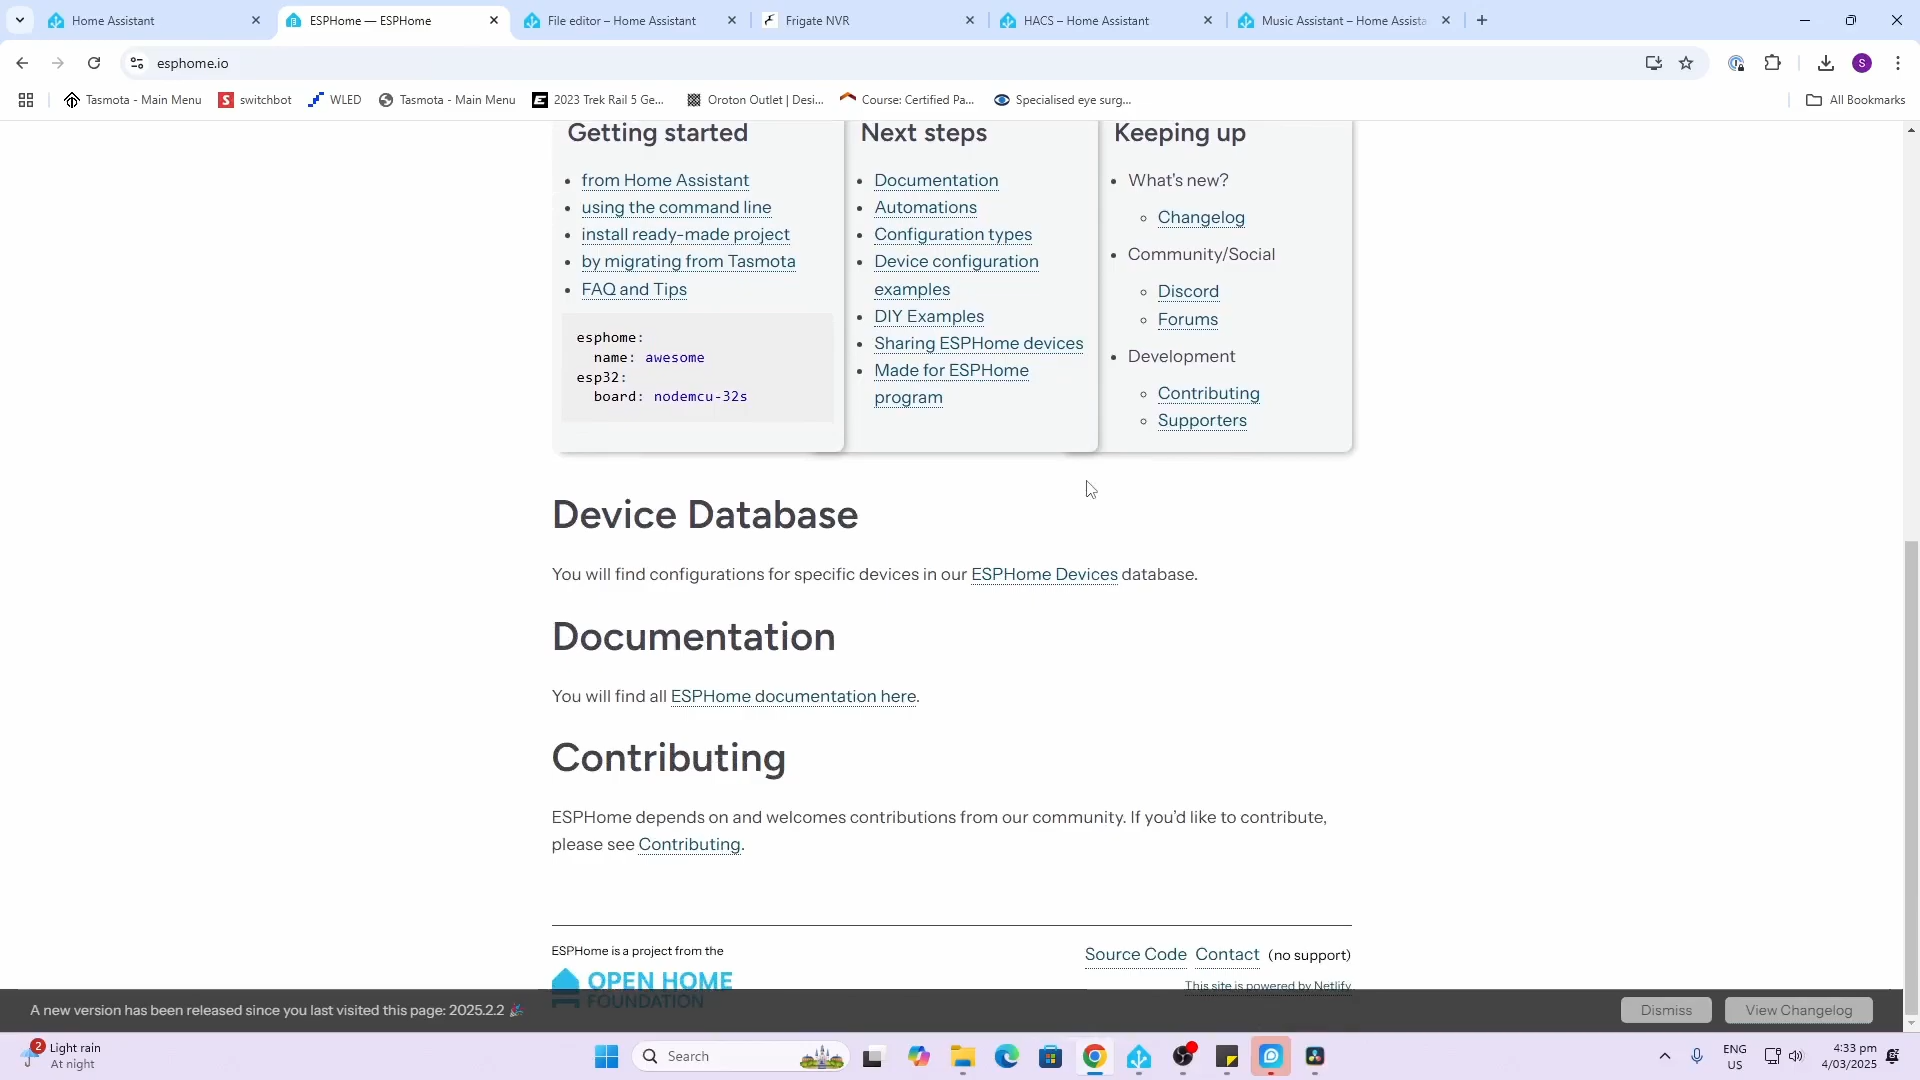 Home Assistant
ESPHome — ESPHome
File editor – Home Assistant
Frigate NVR
HACS – Home Assistant
Music Assistant – Home Assista
esphome.io
S
Tasmota - Main Menu
switchbot
WLED
Tasmota - Main Menu
2023 Trek Rail 5 Ge...
Oroton Outlet | Desi...
Course: Certified Pa...
Specialised eye surg...
All Bookmarks
Getting started
from Home Assistant
using the command line
install ready-made project
by migrating from Tasmota
FAQ and Tips
esphome:
name: awesome
esp32:
board: nodemcu-32s
Next steps
Documentation
Automations
Configuration types
Device configuration
examples
DIY Examples
Sharing ESPHome devices
Made for ESPHome
program
Keeping up
What's new?
Changelog
Community/Social
Discord
Forums
Development
Contributing
Supporters
Device Database
You will find configurations for specific devices in our ESPHome Devices database.
Documentation
You will find all ESPHome documentation here.
Contributing
ESPHome depends on and welcomes contributions from our community. If you’d like to contribute,
please see Contributing.
ESPHome is a project from the
OPEN HOME
FOUNDATION
Source Code Contact (no support)
This site is powered by Netlify
A new version has been released since you last visited this page: 2025.2.2 🎉
Dismiss
View Changelog
2
Light rain
At night
Search
ENG
US
4:33 pm
4/03/2025